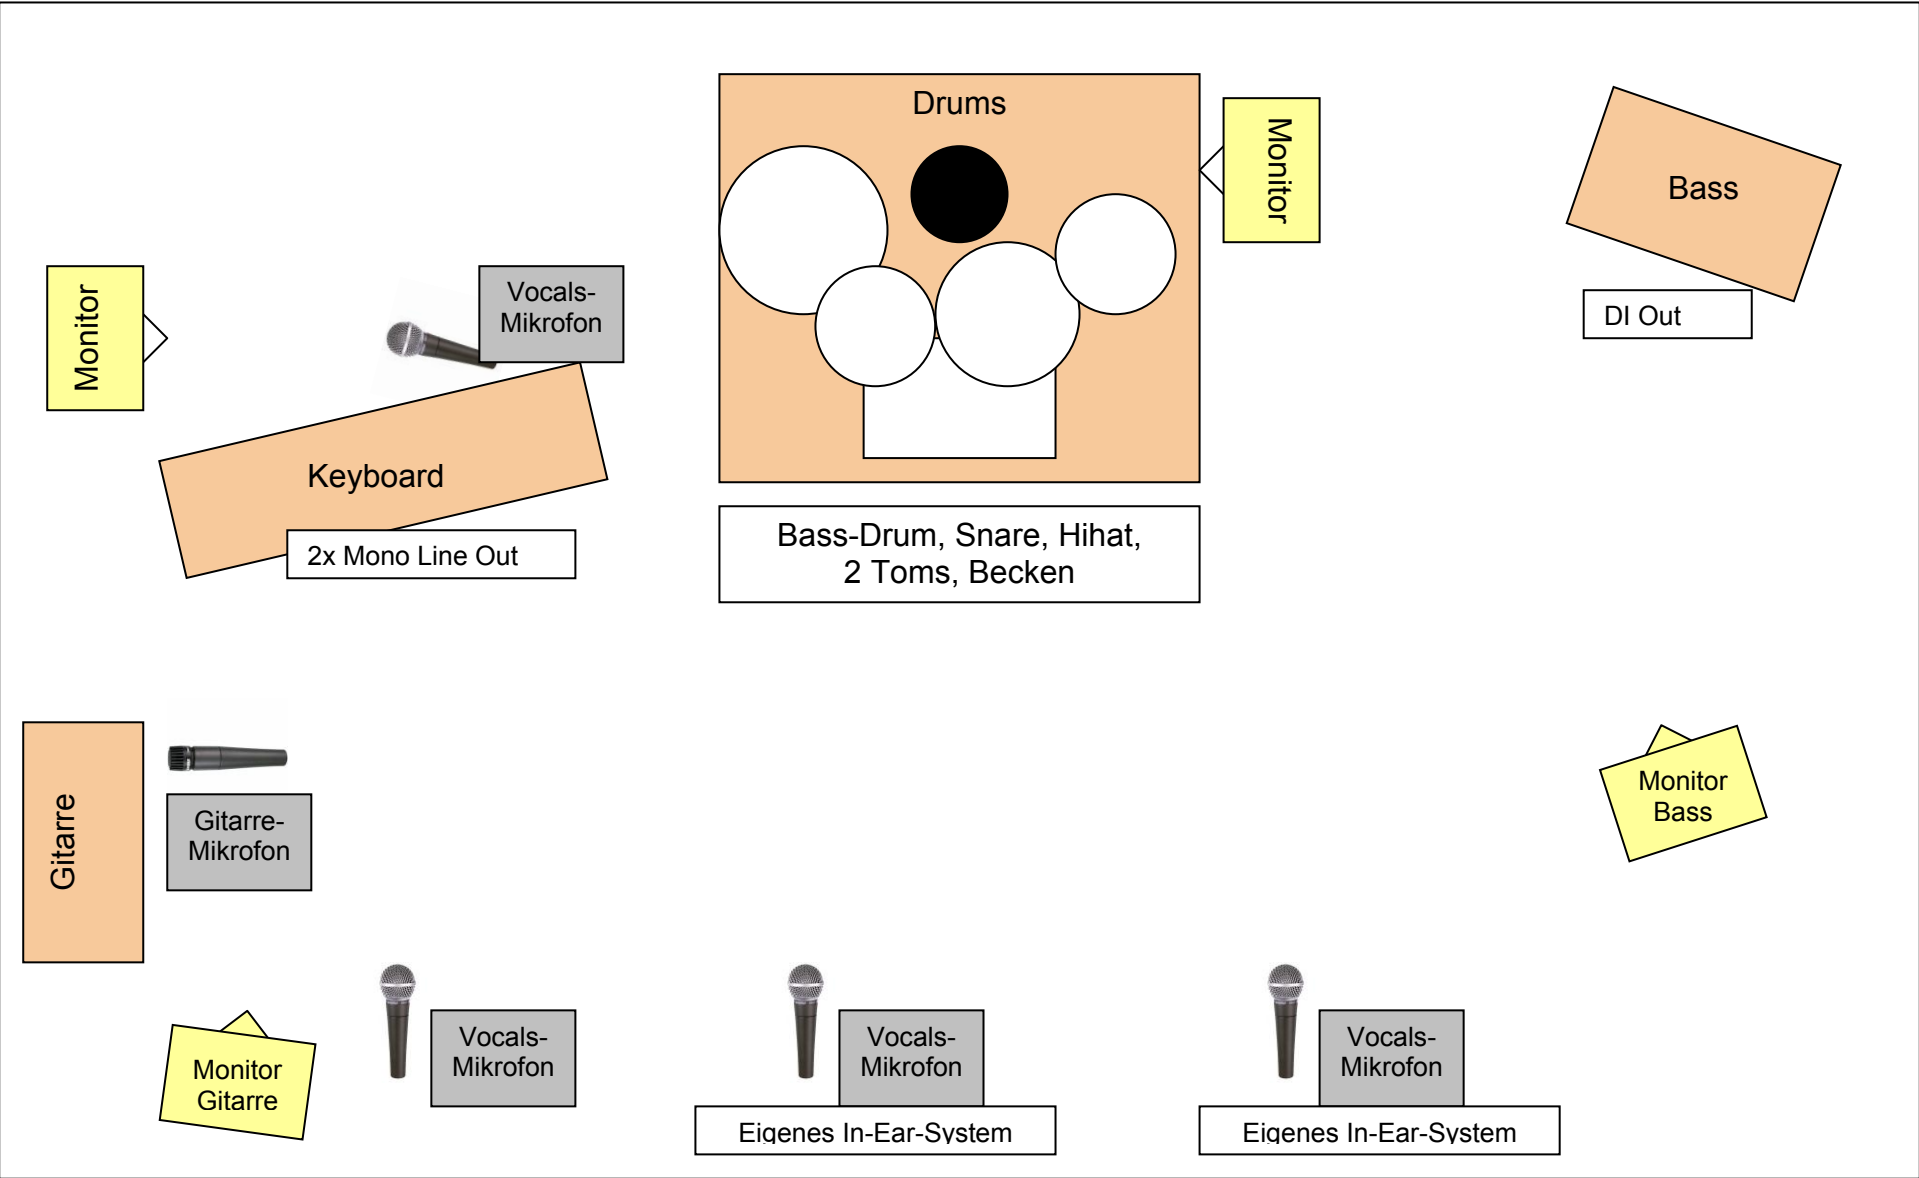 Drums
Monitor
Bass
DI Out
Monitor
Vocals-
Mikrofon
Keyboard
2x Mono Line Out
Bass-Drum, Snare, Hihat,
2 Toms, Becken
Gitarre
Gitarre-
Mikrofon
Monitor
Bass
Monitor
Gitarre
Vocals-
Mikrofon
Vocals-
Mikrofon
Eigenes In-Ear-System
Vocals-
Mikrofon
Eigenes In-Ear-System